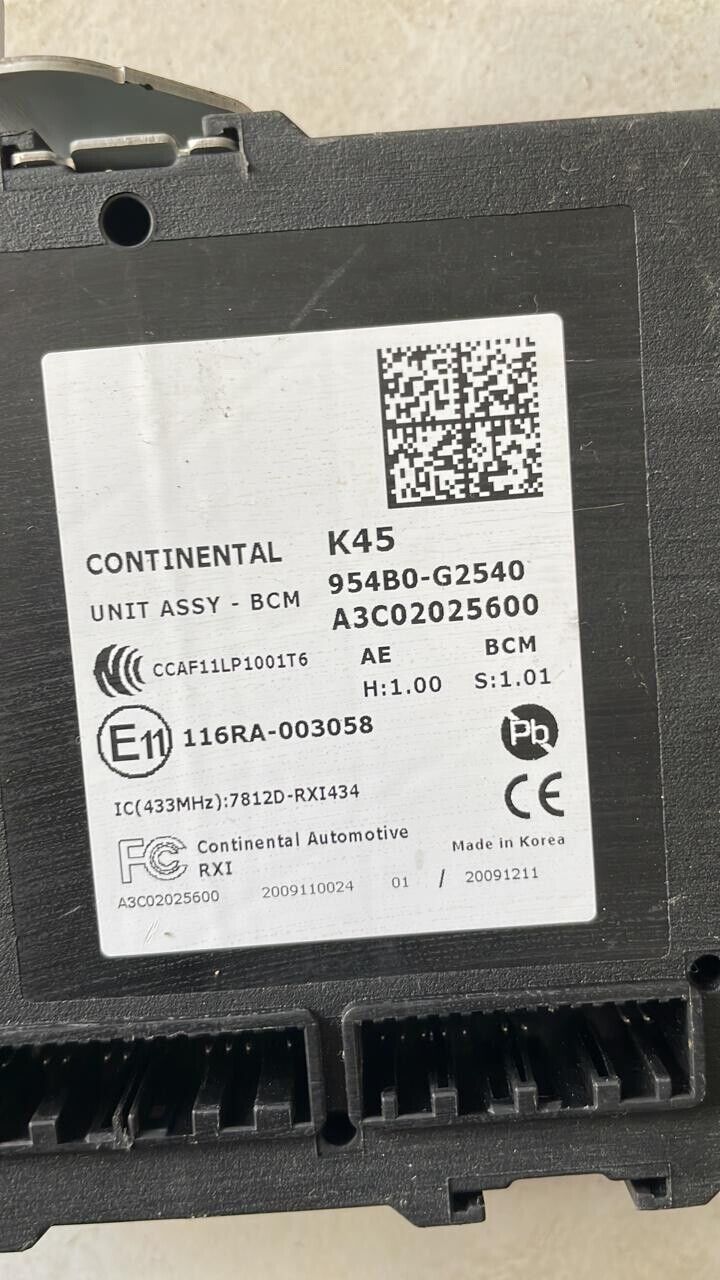 CONTINENTAL K45
UNIT ASSY - BCM 954B0-G2540
A3C02025600
CCAF11LP1001T6 AE BCM
H:1.00 S:1.01
E11 116RA-003058 Pb
IC(433MHz):7812D-RXI434 CE
FC Continental Automotive Made in Korea
RXI
A3C02025600 2009110024 01 / 20091211